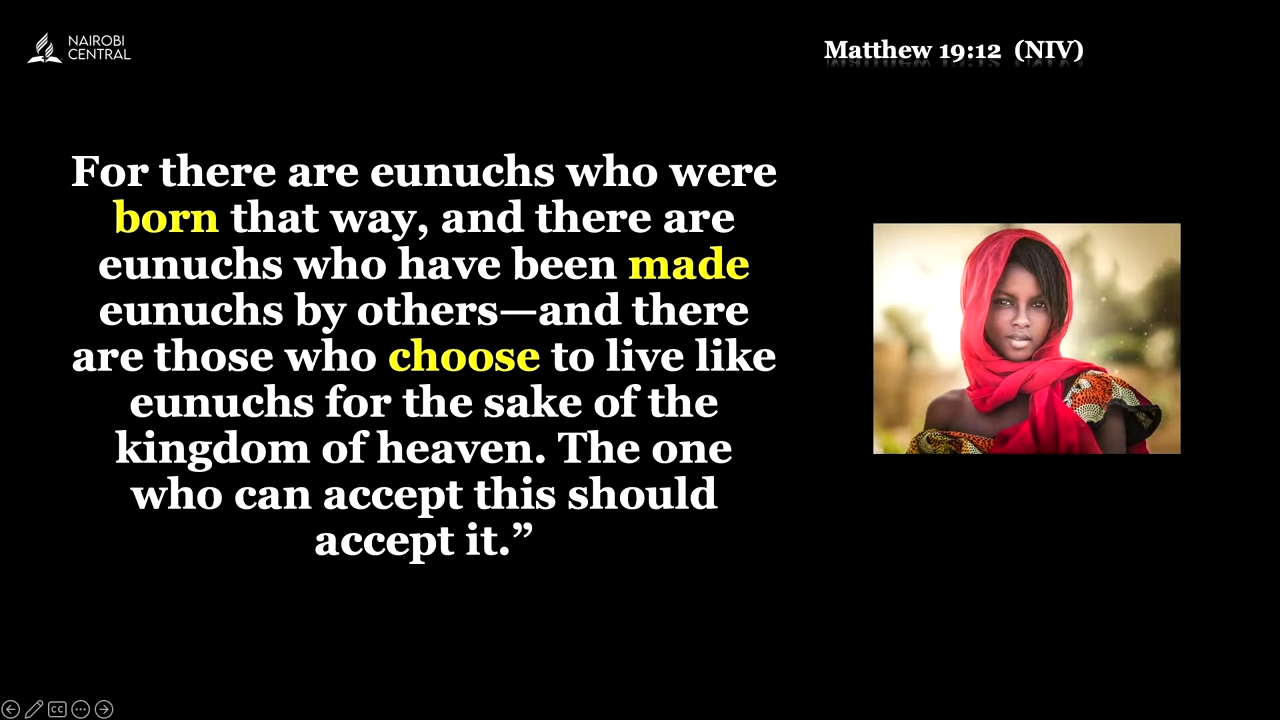 NAIROBI
CENTRAL
Matthew 19:12 (NIV)
For there are eunuchs who were
born that way, and there are
eunuchs who have been made
eunuchs by others—and there
are those who choose to live like
eunuchs for the sake of the
kingdom of heaven. The one
who can accept this should
accept it.”
CC